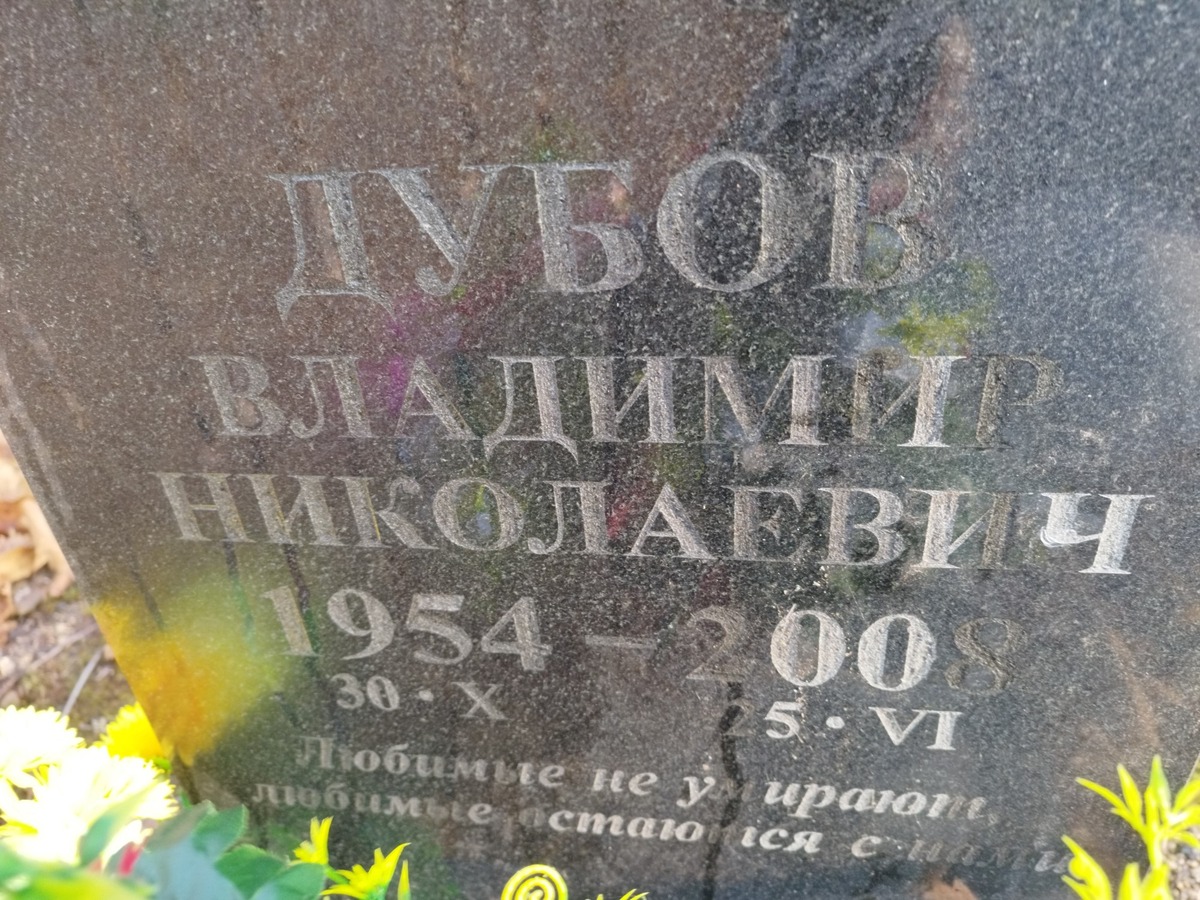 ДУБОВ
ВЛАДИМИР
НИКОЛАЕВИЧ
1954 – 2008
30 · X 25 · VI
Любимые не умирают,
любимые остаются с нами